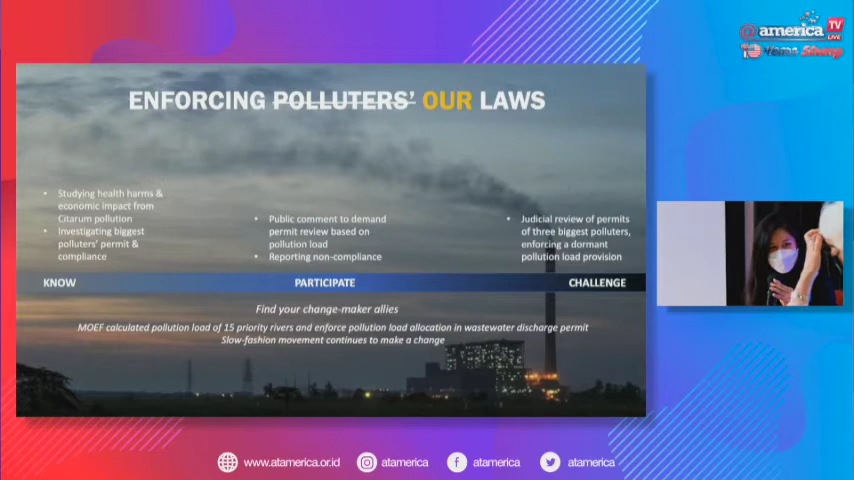 @america TV
LIVE
10 Years Strong
ENFORCING POLLUTERS' OUR LAWS
• Studying health harms &
economic impact from
Citarum pollution
• Investigating biggest
polluters' permit &
compliance
• Public comment to demand
permit review based on
pollution load
• Reporting non-compliance
• Judicial review of permits
of three biggest polluters,
enforcing a dormant
pollution load provision
KNOW PARTICIPATE CHALLENGE
Find your change-maker allies
MOEF calculated pollution load of 15 priority rivers and enforce pollution load allocation in wastewater discharge permit
Slow-fashion movement continues to make a change
www.atamerica.or.id atamerica atamerica atamerica